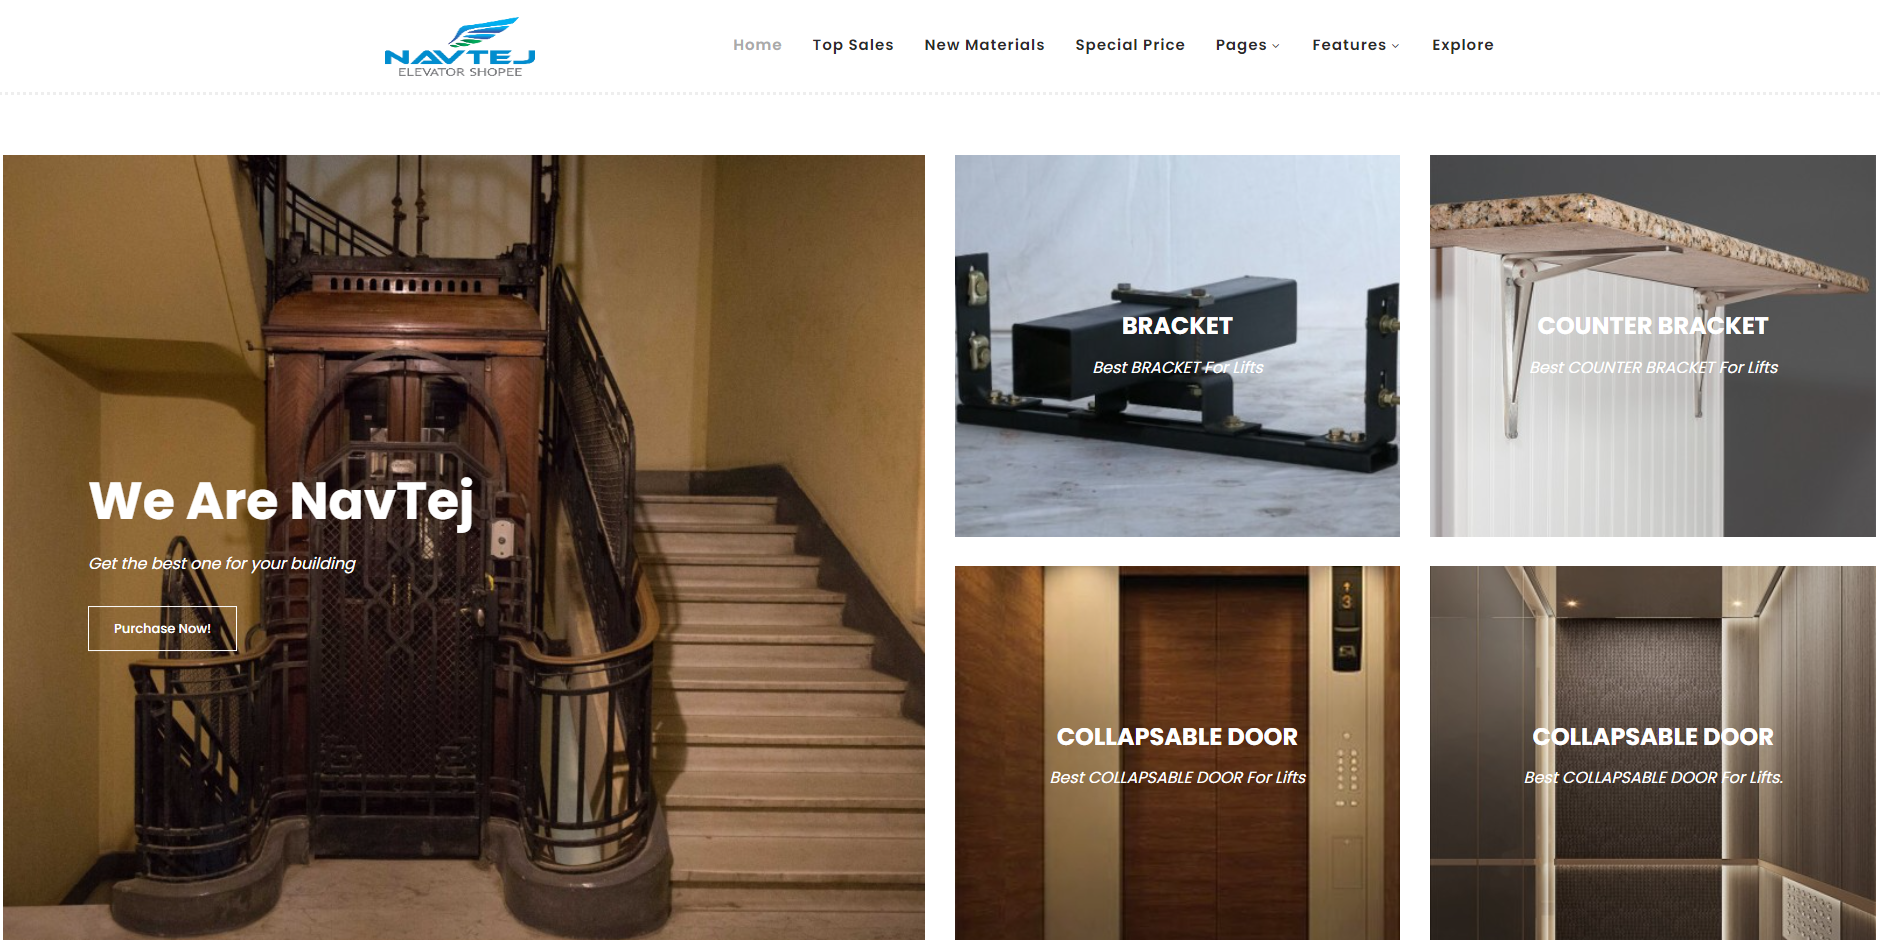 NAVTEJ
ELEVATOR SHOPEE
Home Top Sales New Materials Special Price Pages Features Explore
We Are NavTej
Get the best one for your building
Purchase Now!
BRACKET
Best BRACKET For Lifts
COUNTER BRACKET
Best COUNTER BRACKET For Lifts
1
3
COLLAPSABLE DOOR
Best COLLAPSABLE DOOR For Lifts
COLLAPSABLE DOOR
Best COLLAPSABLE DOOR For Lifts.